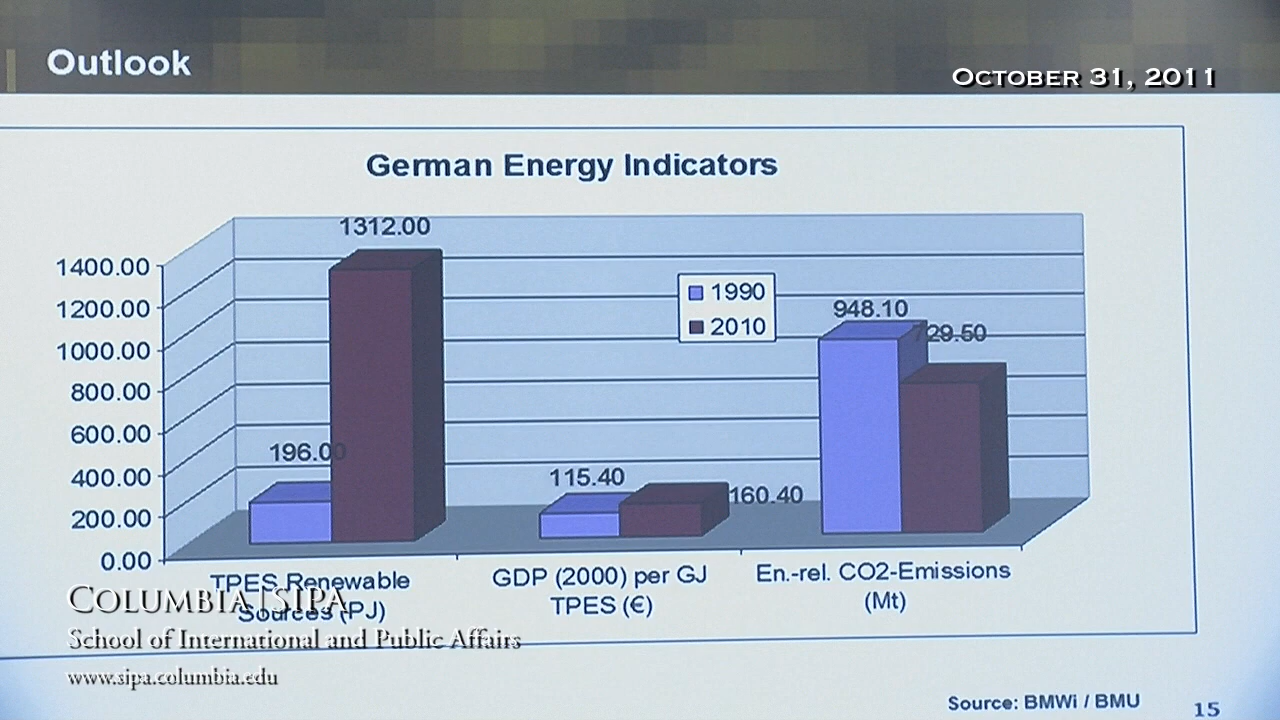 Outlook
OCTOBER 31, 2011
German Energy Indicators
1312.00
1400.00
1200.00
1000.00
800.00
600.00
400.00
200.00
0.00
196.00
115.40
160.40
948.10
729.50
1990
2010
TPES Renewable
Sources (PJ)
GDP (2000) per GJ
TPES (€)
En.-rel. CO2-Emissions
(Mt)
COLUMBIA | SIPA
School of International and Public Affairs
www.sipa.columbia.edu
Source: BMWi / BMU
15